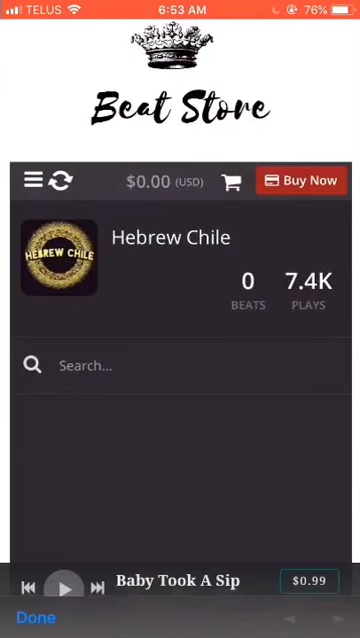 TELUS 6:53 AM 76%
Beat Store
$0.00 (USD) Buy Now
HEBREW CHILE
Hebrew Chile
0 7.4K
BEATS PLAYS
Search...
Baby Took A Sip $0.99
Done